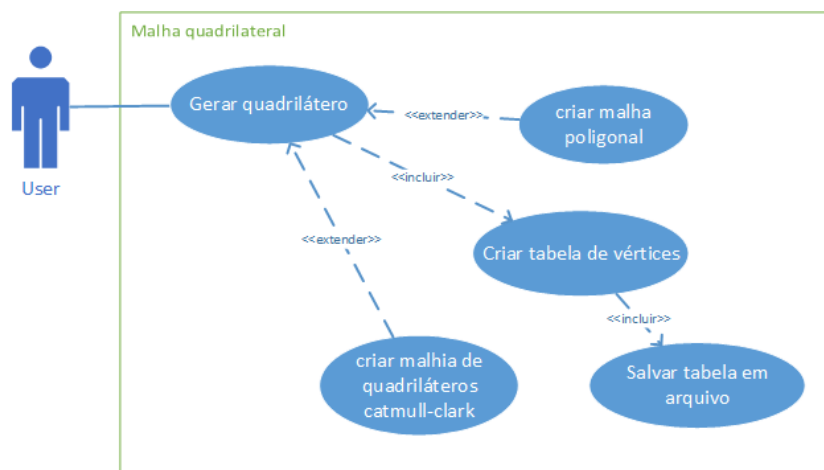 Malha quadrilateral
Gerar quadrilátero
<<extender>>
criar malha
poligonal
User
<<incluir>>
<<extender>>
Criar tabela de vértices
<<incluir>>
criar malhia de
quadriláteros
catmull-clark
Salvar tabela em
arquivo